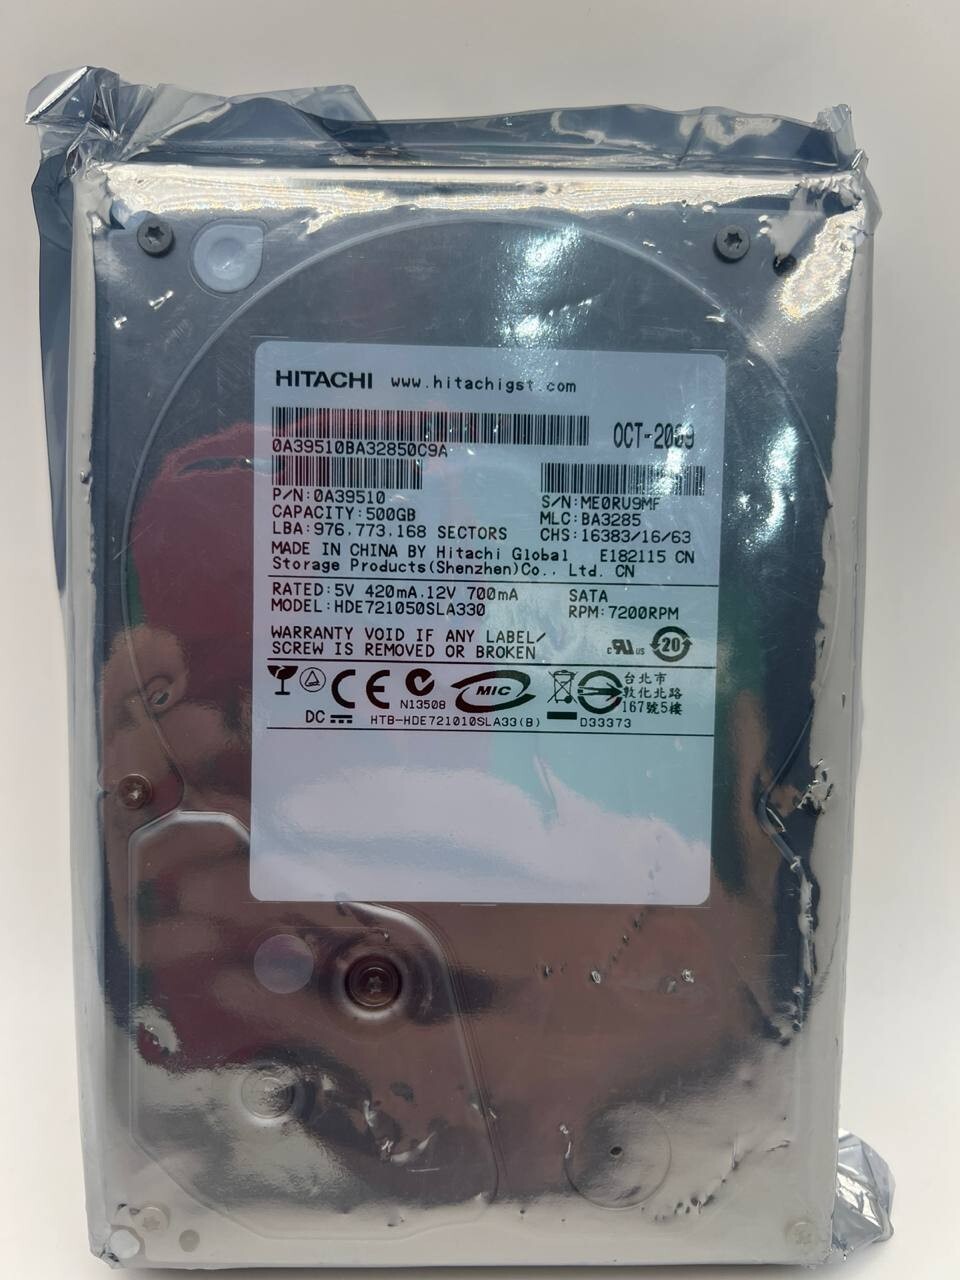 HITACHI www.hitachigst.com
0A39510BA32850C9A
OCT-2009
P/N:0A39510
S/N:ME0RU9MF
CAPACITY:500GB
MLC:BA3285
LBA:976.773.168 SECTORS
CHS:16383/16/63
MADE IN CHINA BY Hitachi Global E182115 CN
Storage Products(Shenzhen)Co., Ltd. CN
RATED:5V 420mA.12V 700mA SATA
MODEL:HDE721050SLA330 RPM:7200RPM
WARRANTY VOID IF ANY LABEL/
SCREW IS REMOVED OR BROKEN
c RU us 20
CE N13508 MIC
台北市
敦化北路
167號5樓
DC HTB-HDE721010SLA33(B) D33373